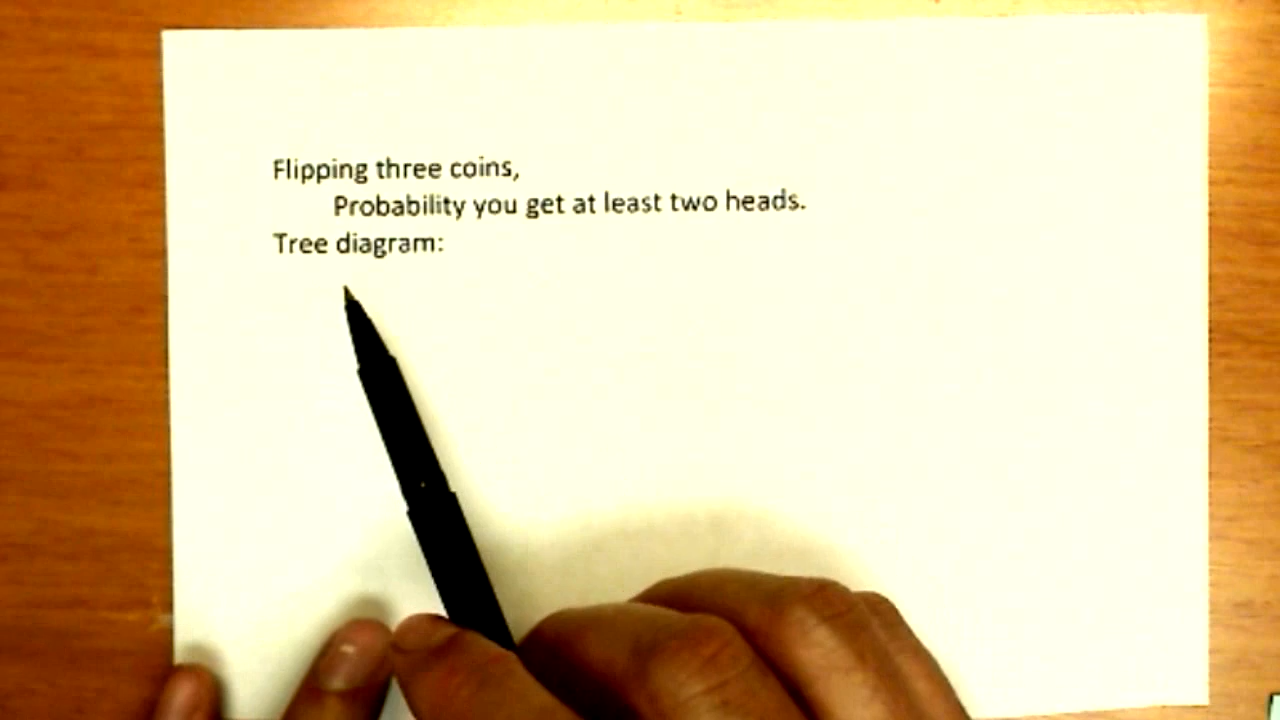 Flipping three coins,
Probability you get at least two heads.
Tree diagram: